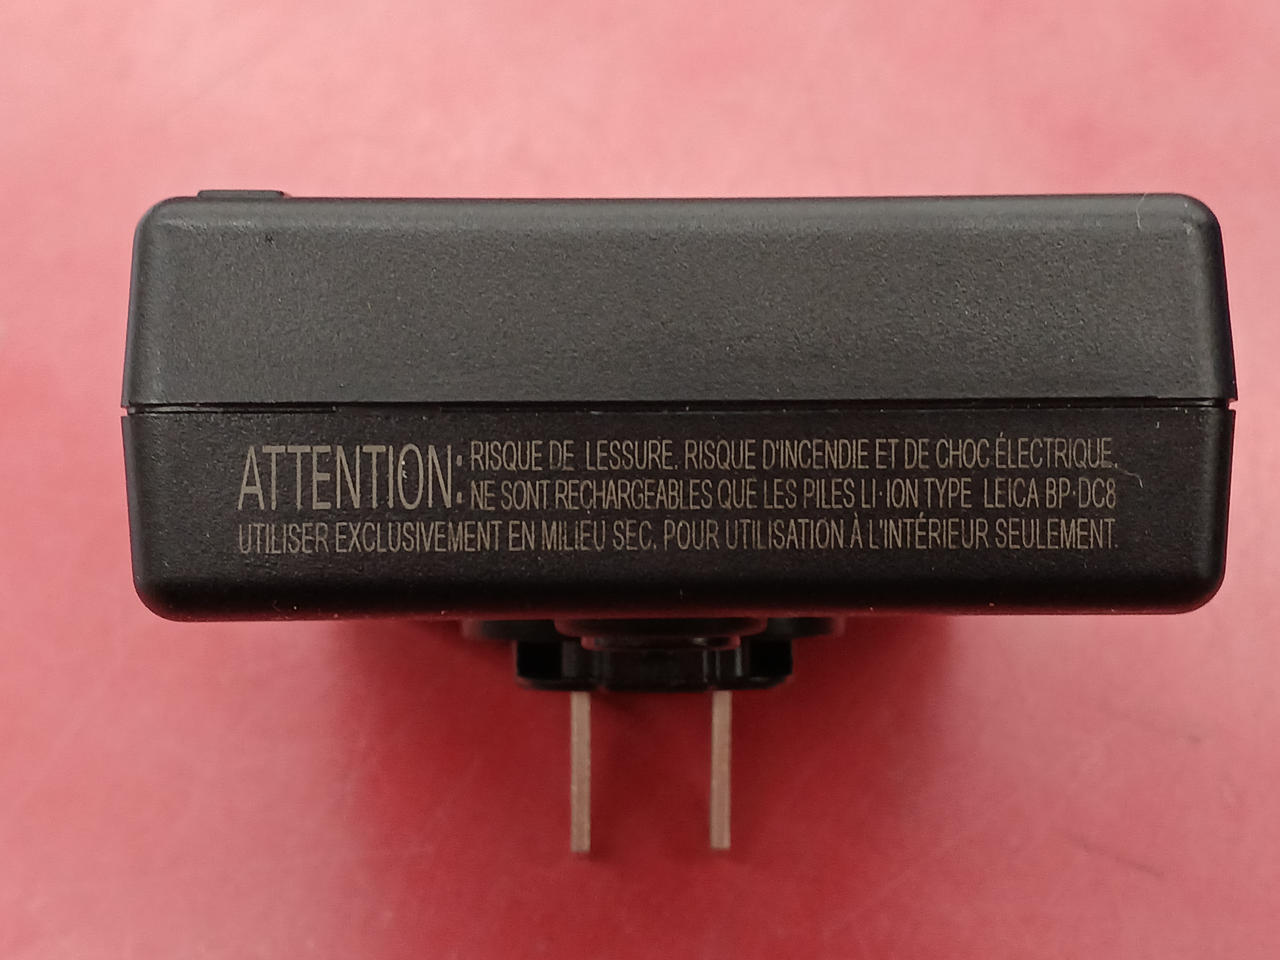 ATTENTION: RISQUE DE LESSURE. RISQUE D'INCENDIE ET DE CHOC ÉLECTRIQUE.
NE SONT RECHARGEABLES QUE LES PILES LI-ION TYPE LEICA BP-DC8
UTILISER EXCLUSIVEMENT EN MILIEU SEC. POUR UTILISATION À L'INTÉRIEUR SEULEMENT.